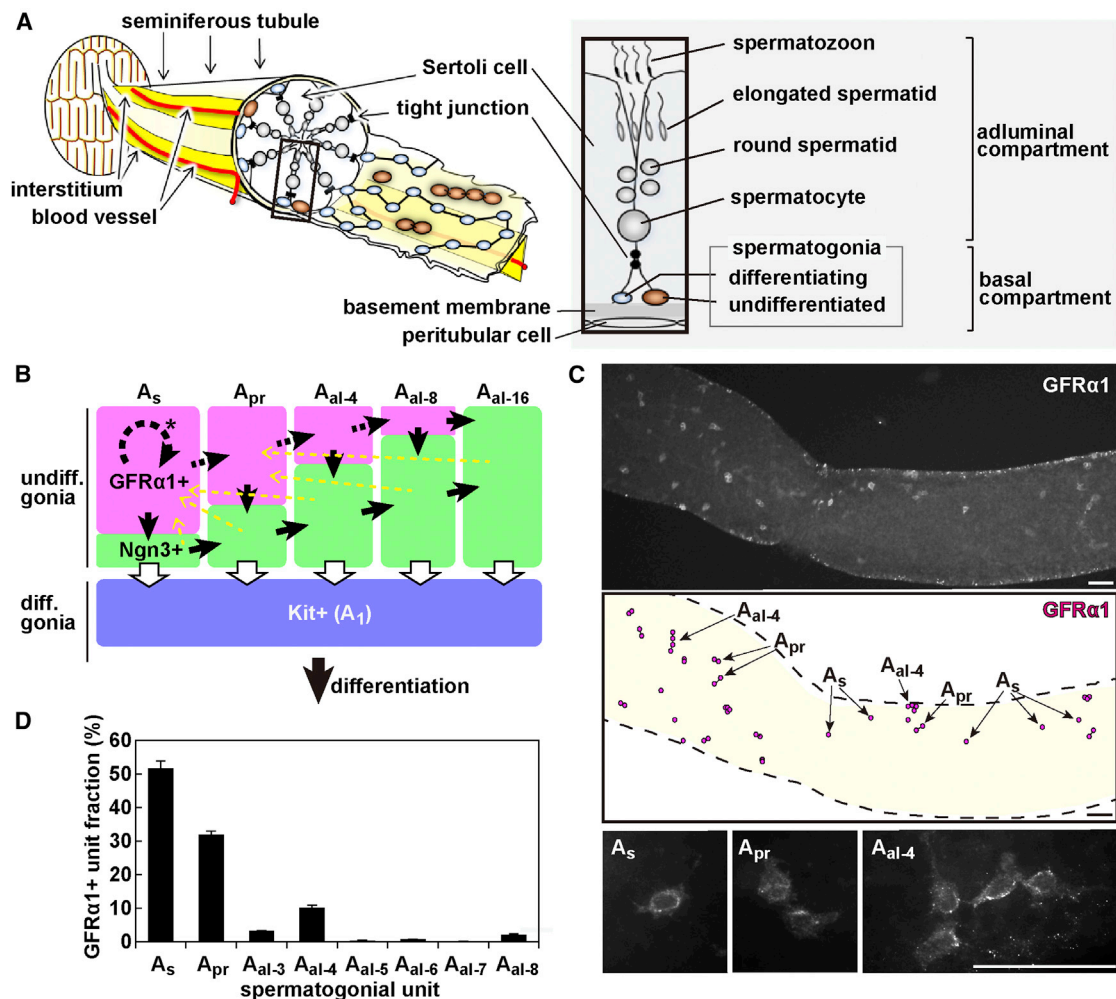 A
seminiferous tubule
Sertoli cell
tight junction
interstitium
blood vessel
spermatozoon
elongated spermatid
round spermatid
spermatocyte
adluminal
compartment
spermatogonia
differentiating
undifferentiated
basal
compartment
basement membrane
peritubular cell
B
As Apr Aal-4 Aal-8 Aal-16
undiff.
gonia
*
GFRα1+
Ngn3+
diff.
gonia
Kit+ (A1)
differentiation
C
GFRα1
GFRα1
Aal-4
Apr
As
Aal-4
Apr
As
As
Apr
Aal-4
D
GFRα1+ unit fraction (%)
60
50
40
30
20
10
0
As Apr Aal-3 Aal-4 Aal-5 Aal-6 Aal-7 Aal-8
spermatogonial unit